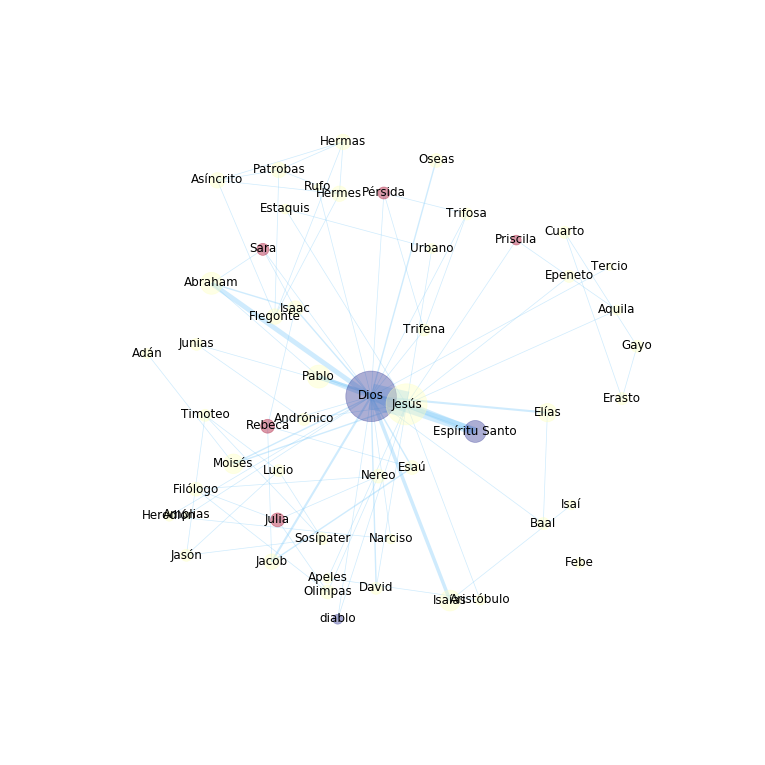 Hermas
Oseas
Patrobas
Asíncrito
Rufo
Hermes
Pérsida
Estaquis
Trifosa
Cuarto
Priscila
Sara
Urbano
Tercio
Epeneto
Abraham
Isaac
Flegonte
Aquila
Trifena
Junias
Gayo
Adán
Pablo
Dios
Jesús
Erasto
Timoteo
Andrónico
Rebeca
Elías
Espíritu Santo
Moisés
Lucio
Esaú
Nereo
Filólogo
Isaí
Herodión
Amplias
Julia
Baal
Sosípater
Narciso
Jasón
Jacob
Febe
Apeles
David
Olimpas
Isaías
Aristóbulo
diablo